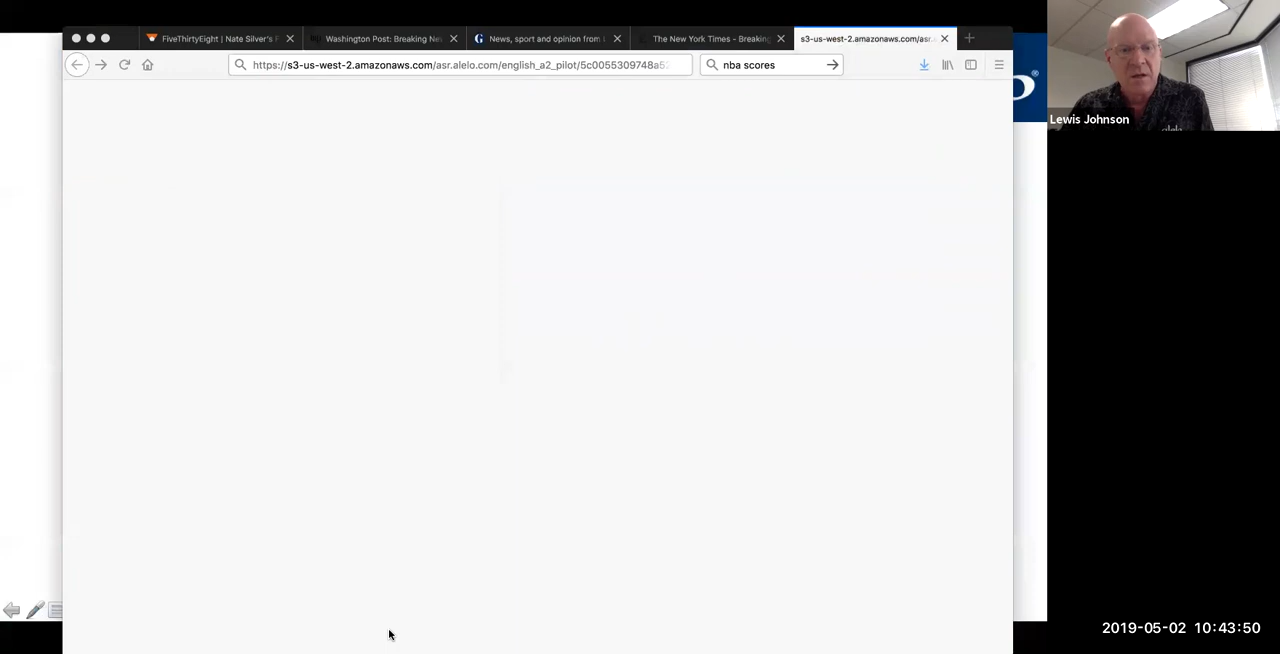 FiveThirtyEight | Nate Silver's F
Washington Post: Breaking Ne
News, sport and opinion from
The New York Times - Breaking
s3-us-west-2.amazonaws.com/asr.
https://s3-us-west-2.amazonaws.com/asr.alelo.com/english_a2_pilot/5c0055309748a52
nba scores
Lewis Johnson
alelo
2019-05-02 10:43:50